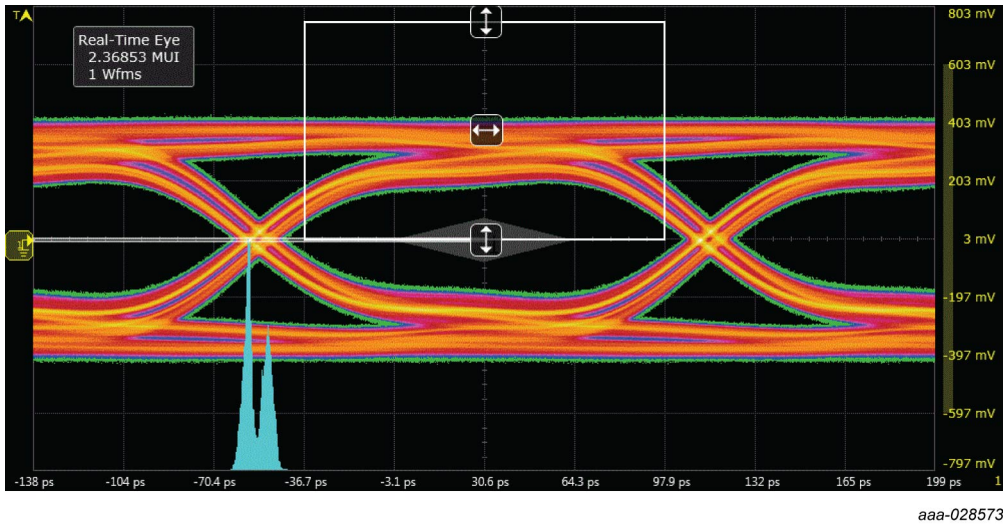 T
803 mV
Real-Time Eye
2.36853 MUI
1 Wfms
603 mV
403 mV
203 mV
3 mV
-197 mV
-397 mV
-597 mV
-797 mV
-138 ps -104 ps -70.4 ps -36.7 ps -3.1 ps 30.6 ps 64.3 ps 97.9 ps 132 ps 165 ps 199 ps 1
aaa-028573